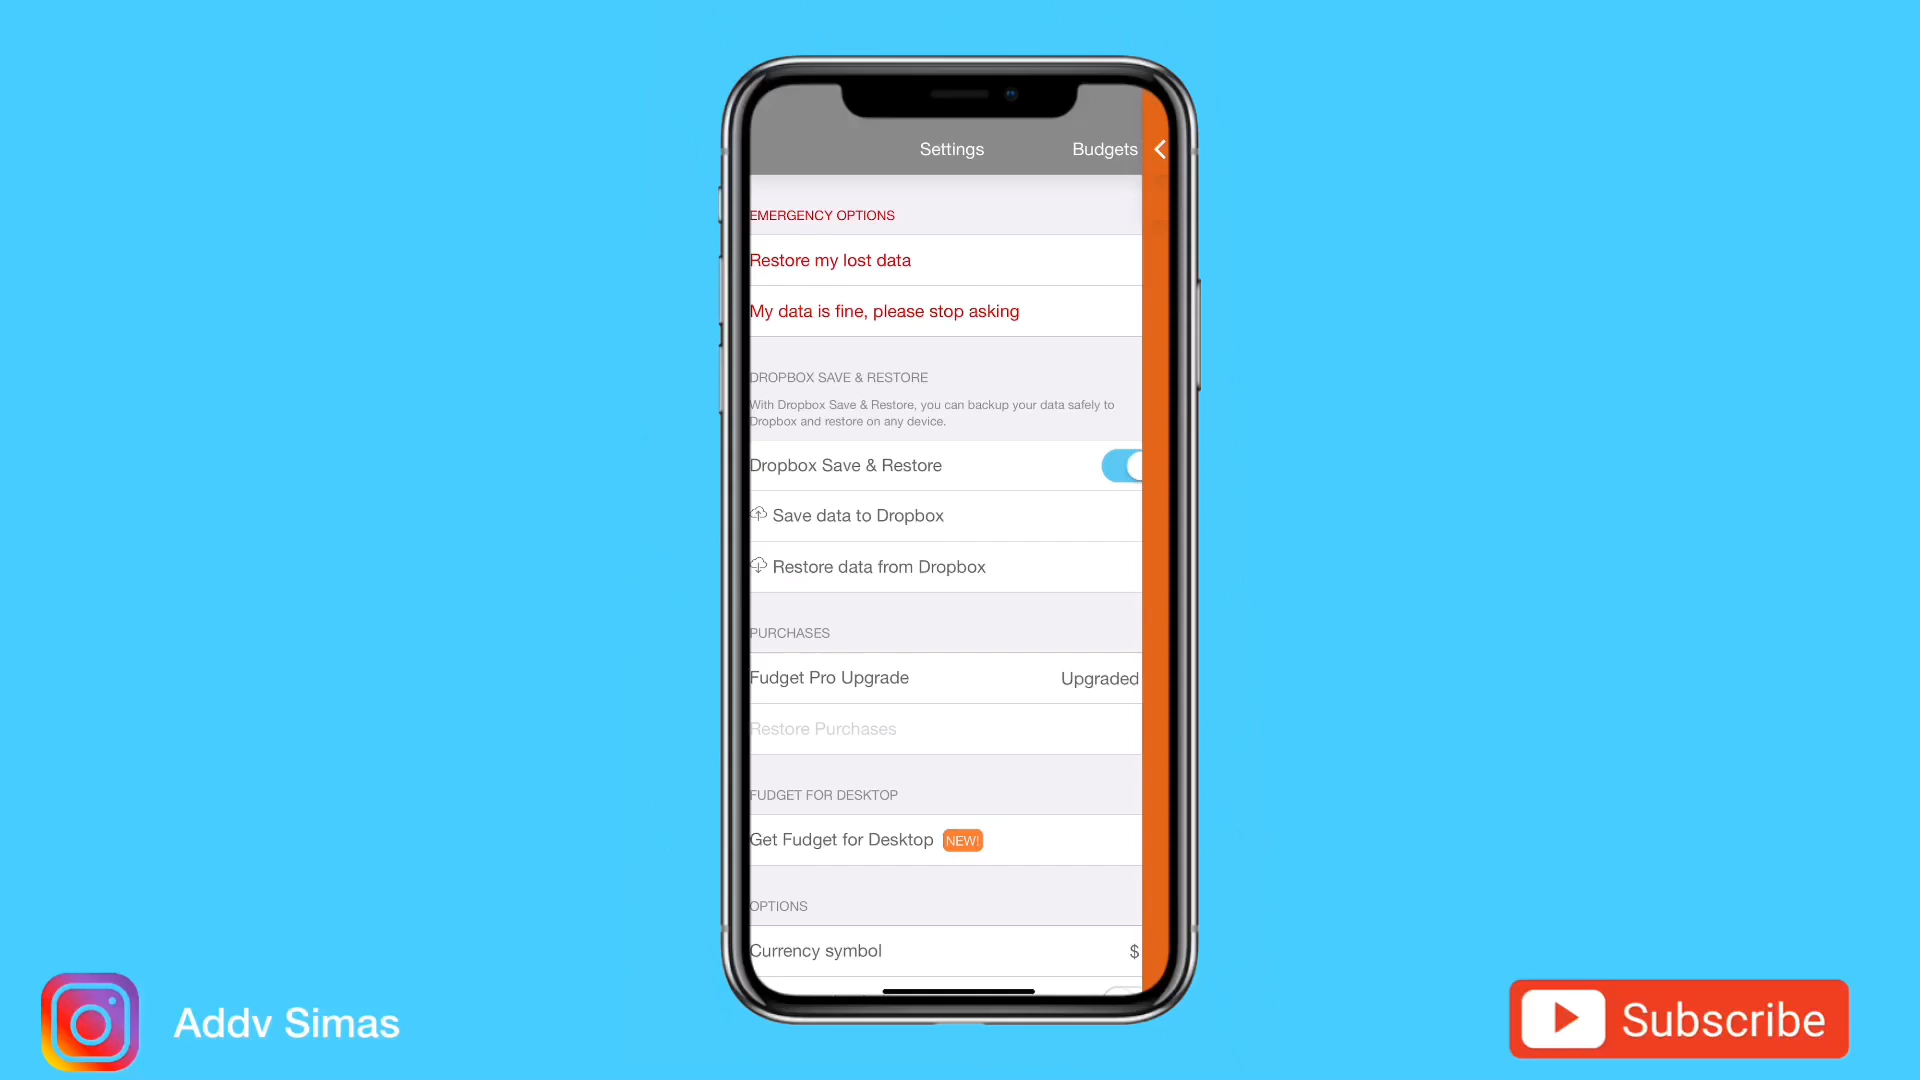 Settings
Budgets
EMERGENCY OPTIONS
Restore my lost data
My data is fine, please stop asking
DROPBOX SAVE & RESTORE
With Dropbox Save & Restore, you can backup your data safely to
Dropbox and restore on any device.
Dropbox Save & Restore
Save data to Dropbox
Restore data from Dropbox
PURCHASES
Fudget Pro Upgrade
Upgraded
Restore Purchases
FUDGET FOR DESKTOP
Get Fudget for Desktop NEW!
OPTIONS
Currency symbol
$
Addv Simas
Subscribe